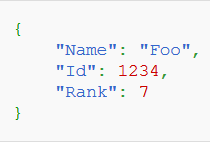 {
    "Name": "Foo",
    "Id": 1234,
    "Rank": 7
}